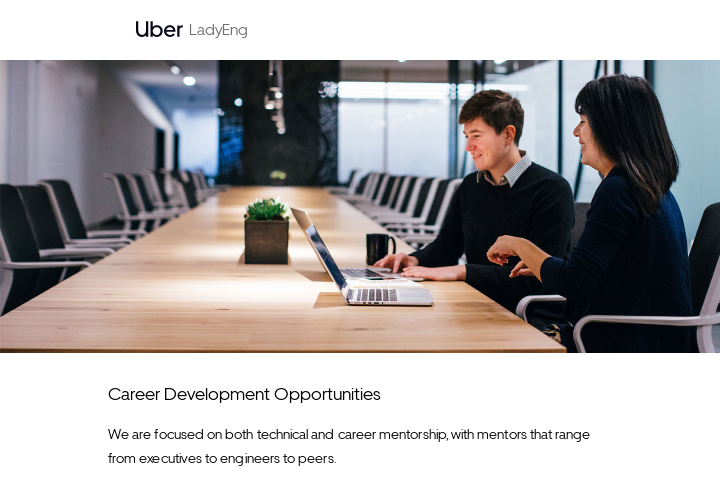 Uber LadyEng
Career Development Opportunities
We are focused on both technical and career mentorship, with mentors that range
from executives to engineers to peers.